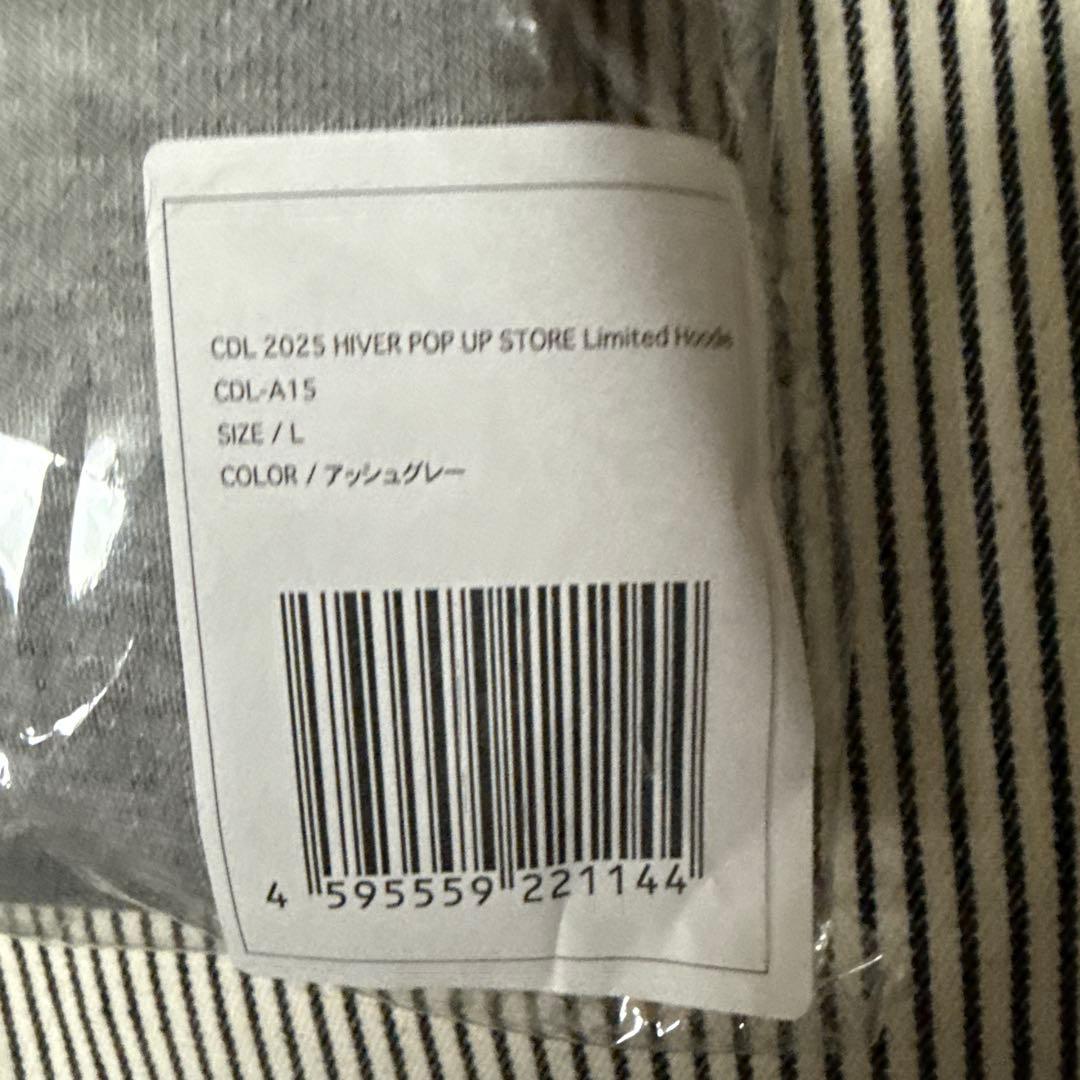 CDL 2025 HIVER POP UP STORE Limited Hoodie
CDL-A15
SIZE / L
COLOR / アッシュグレー
4 595559 221144